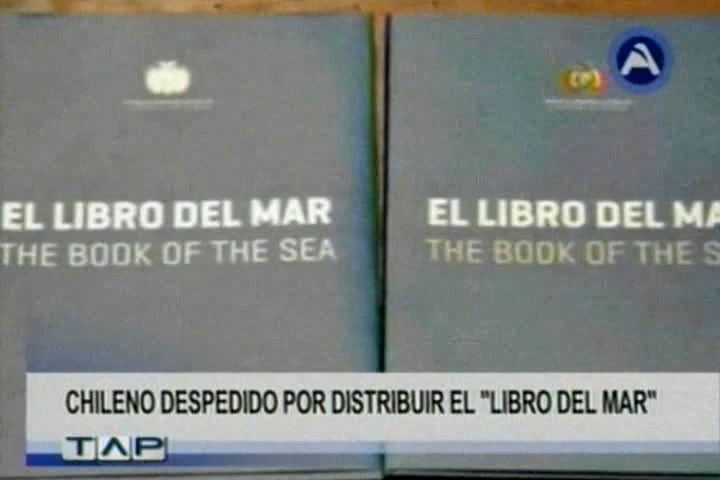 EL LIBRO DEL MAR
THE BOOK OF THE SEA
EL LIBRO DEL MA
THE BOOK OF THE S
CHILENO DESPEDIDO POR DISTRIBUIR EL "LIBRO DEL MAR"
TAP
A